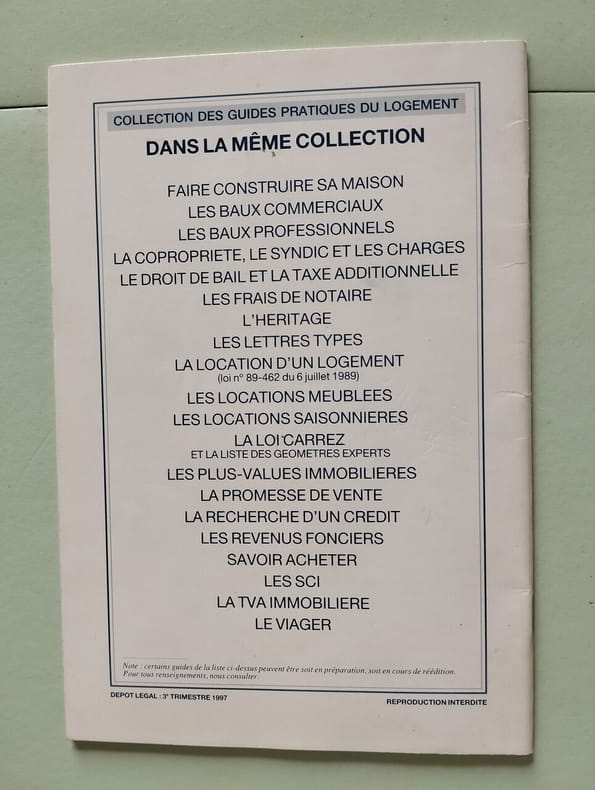 COLLECTION DES GUIDES PRATIQUES DU LOGEMENT
DANS LA MÊME COLLECTION
FAIRE CONSTRUIRE SA MAISON
LES BAUX COMMERCIAUX
LES BAUX PROFESSIONNELS
LA COPROPRIETE, LE SYNDIC ET LES CHARGES
LE DROIT DE BAIL ET LA TAXE ADDITIONNELLE
LES FRAIS DE NOTAIRE
L'HERITAGE
LES LETTRES TYPES
LA LOCATION D'UN LOGEMENT
(loi n° 89-462 du 6 juillet 1989)
LES LOCATIONS MEUBLEES
LES LOCATIONS SAISONNIERES
LA LOI CARREZ
ET LA LISTE DES GEOMETRES EXPERTS
LES PLUS-VALUES IMMOBILIERES
LA PROMESSE DE VENTE
LA RECHERCHE D'UN CREDIT
LES REVENUS FONCIERS
SAVOIR ACHETER
LES SCI
LA TVA IMMOBILIERE
LE VIAGER
Note : certains guides de la liste ci-dessus peuvent être soit en préparation, soit en cours de réédition.
Pour tous renseignements, nous consulter.
DEPOT LEGAL : 3e TRIMESTRE 1997
REPRODUCTION INTERDITE